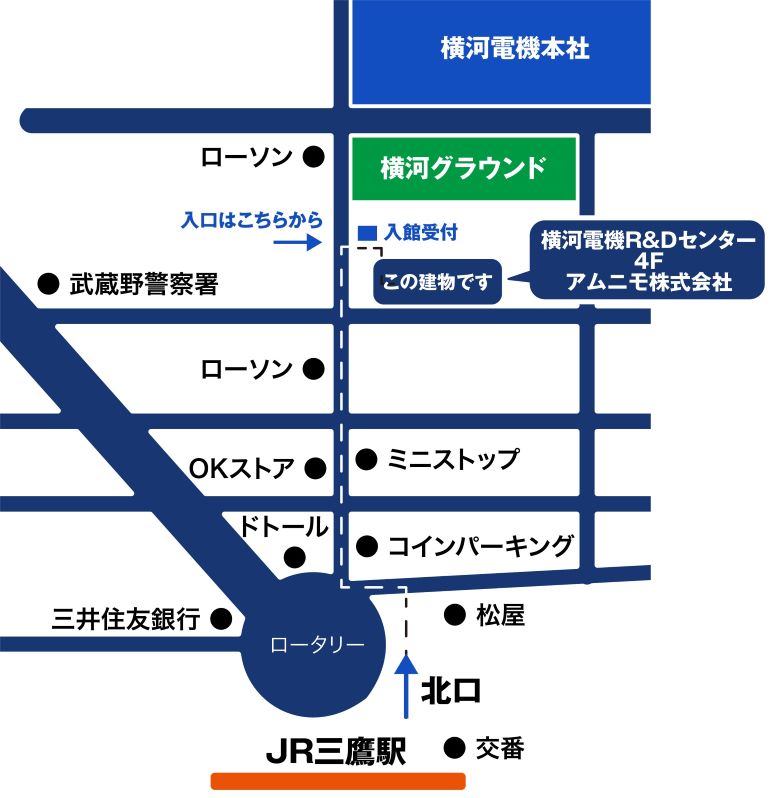 横河電機本社
ローソン
横河グラウンド
入口はこちらから
入館受付
横河電機R&Dセンター
4F
アムニモ株式会社
この建物です
武蔵野警察署
ローソン
OKストア
ミニストップ
ドトール
コインパーキング
三井住友銀行
松屋
ロータリー
北口
JR三鷹駅
交番